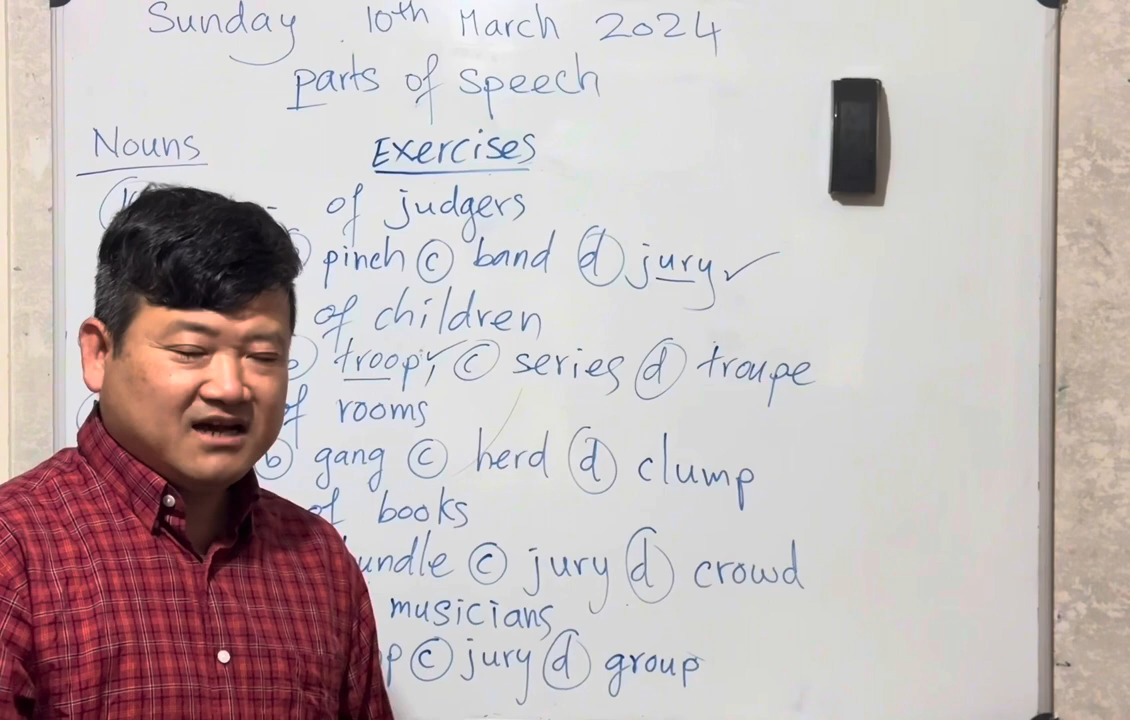 Sunday 10th March 2024
parts of speech
Nouns Exercises
of judgers
pinch c band d jury ✓
of children
b troop ✓ c series d troupe
of rooms
b gang c herd d clump
of books
c jury d crowd
musicians
c jury d group